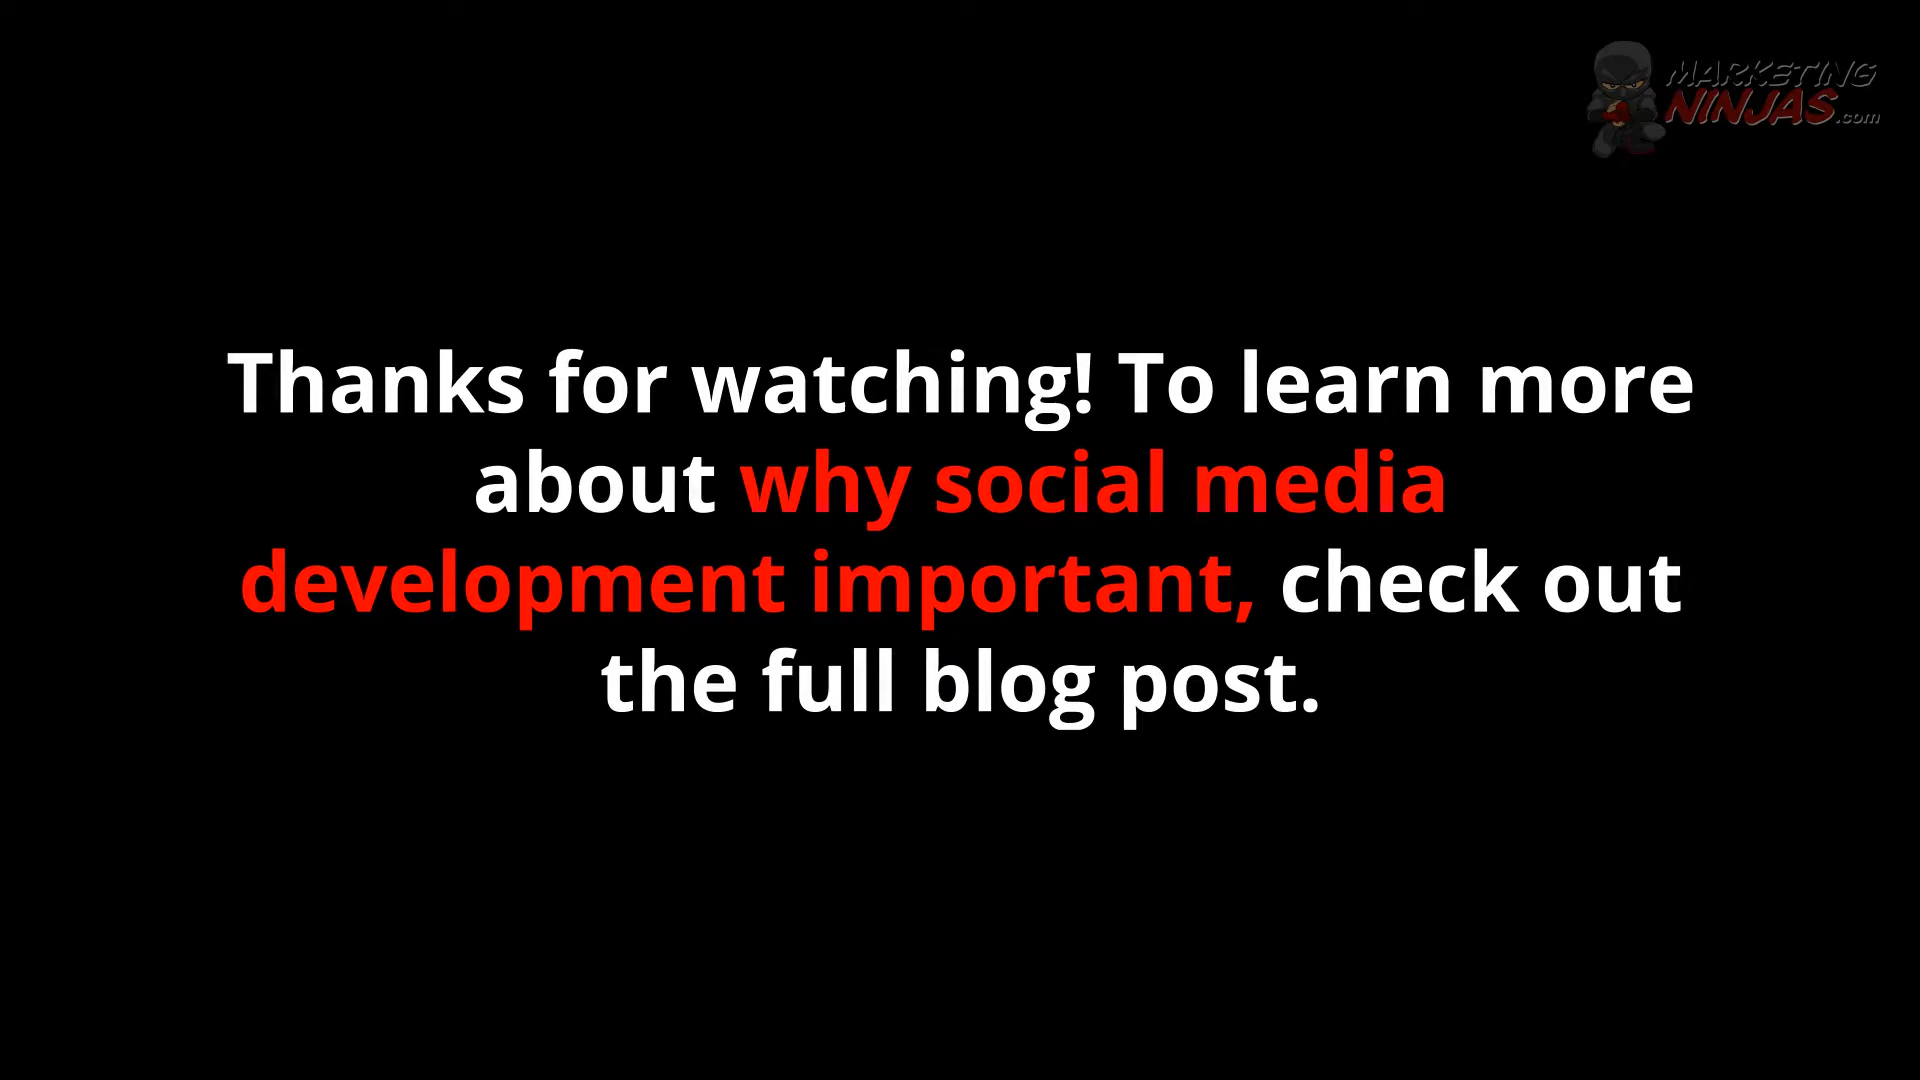 MARKETING
NINJAS.com
Thanks for watching! To learn more
about why social media
development important, check out
the full blog post.